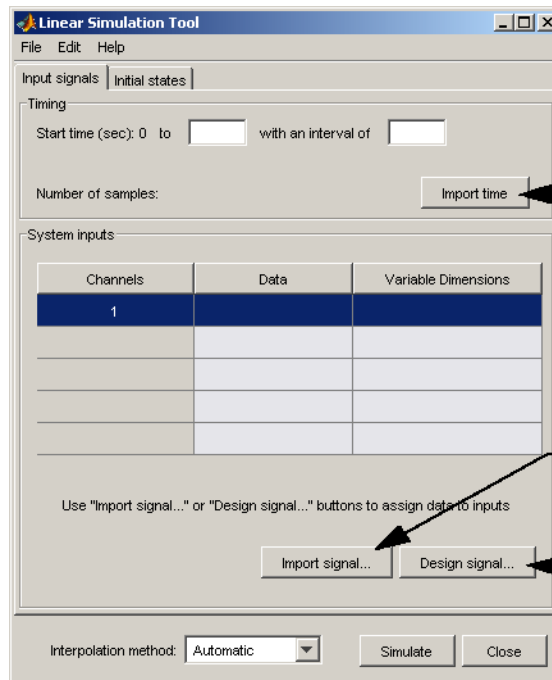 Linear Simulation Tool
File Edit Help
Input signals Initial states
Timing
Start time (sec): 0 to with an interval of
Number of samples: Import time
System inputs
Channels Data Variable Dimensions
1
Use "Import signal..." or "Design signal..." buttons to assign data to inputs
Import signal... Design signal...
Interpolation method: Automatic Simulate Close